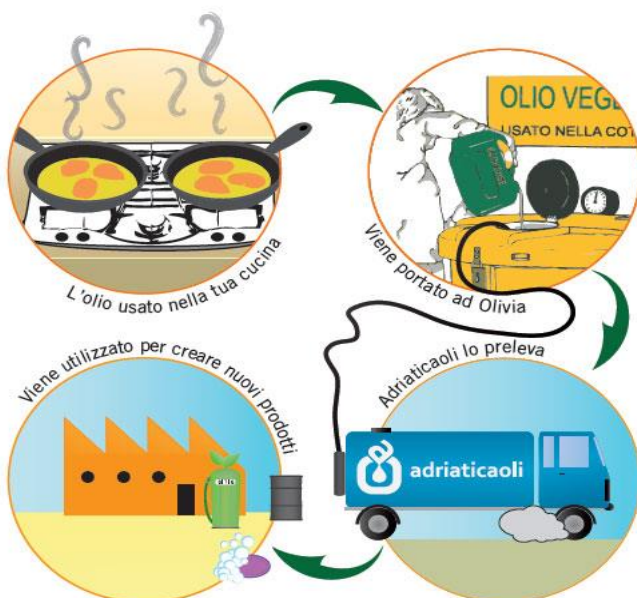 L'olio usato nella tua cucina
OLIO VEG
USATO NELLA COT
Viene portato ad Olivia
Adriaticaoli lo preleva
adriaticaoli
Viene utilizzato per creare nuovi prodotti